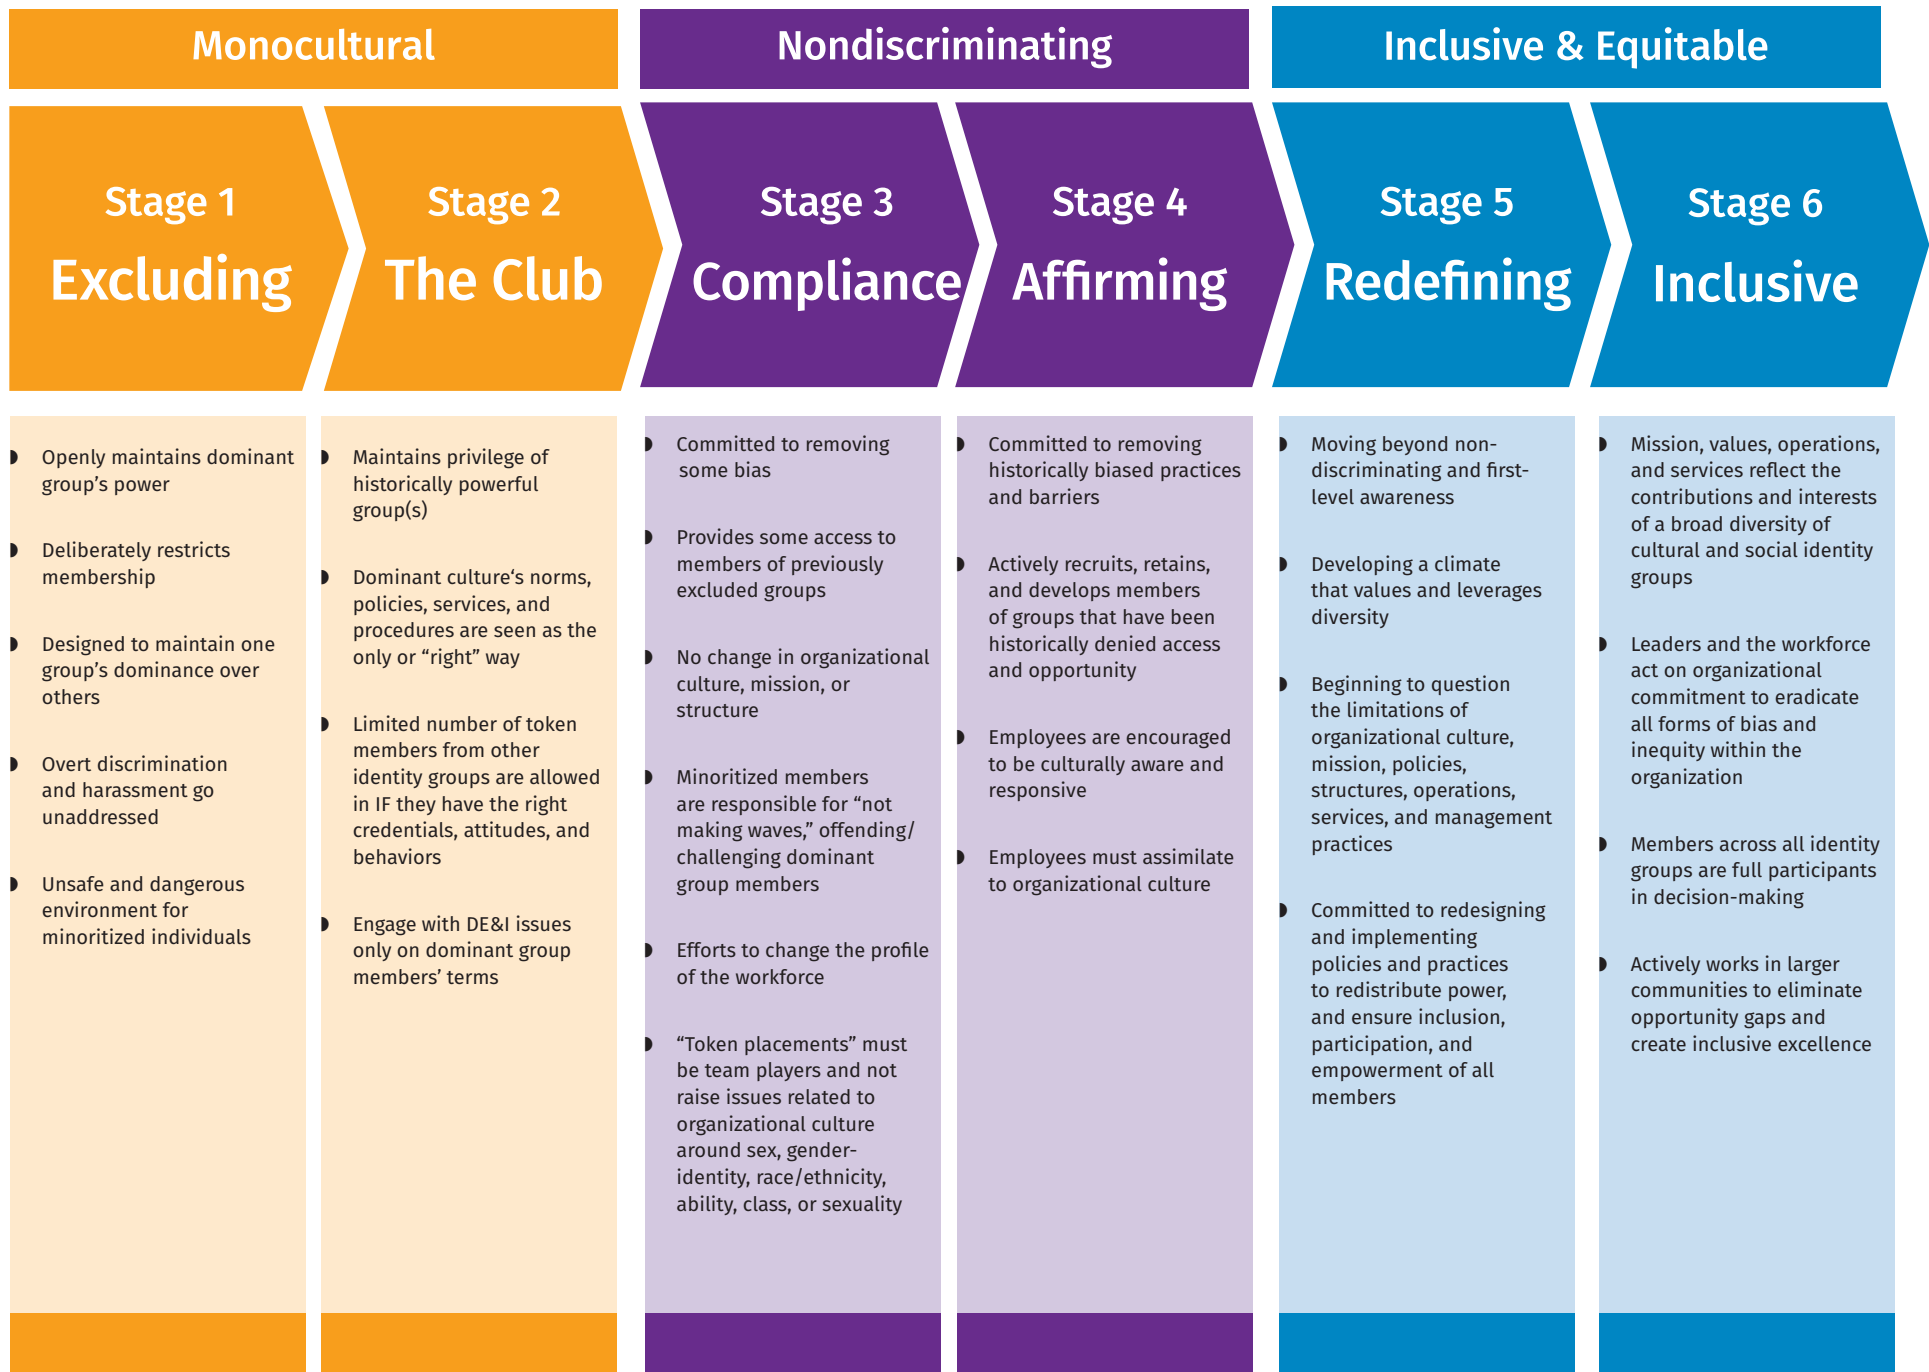 Monocultural
Nondiscriminating
Inclusive & Equitable
Stage 1
Excluding
Stage 2
The Club
Stage 3
Compliance
Stage 4
Affirming
Stage 5
Redefining
Stage 6
Inclusive
Openly maintains dominant
group’s power
Deliberately restricts
membership
Designed to maintain one
group’s dominance over
others
Overt discrimination
and harassment go
unaddressed
Unsafe and dangerous
environment for
minoritized individuals
Maintains privilege of
historically powerful
group(s)
Dominant culture‘s norms,
policies, services, and
procedures are seen as the
only or “right” way
Limited number of token
members from other
identity groups are allowed
in IF they have the right
credentials, attitudes, and
behaviors
Engage with DE&I issues
only on dominant group
members’ terms
Committed to removing
some bias
Provides some access to
members of previously
excluded groups
No change in organizational
culture, mission, or
structure
Minoritized members
are responsible for “not
making waves,” offending/
challenging dominant
group members
Efforts to change the profile
of the workforce
“Token placements” must
be team players and not
raise issues related to
organizational culture
around sex, gender-
identity, race/ethnicity,
ability, class, or sexuality
Committed to removing
historically biased practices
and barriers
Actively recruits, retains,
and develops members
of groups that have been
historically denied access
and opportunity
Employees are encouraged
to be culturally aware and
responsive
Employees must assimilate
to organizational culture
Moving beyond non-
discriminating and first-
level awareness
Developing a climate
that values and leverages
diversity
Beginning to question
the limitations of
organizational culture,
mission, policies,
structures, operations,
services, and management
practices
Committed to redesigning
and implementing
policies and practices
to redistribute power,
and ensure inclusion,
participation, and
empowerment of all
members
Mission, values, operations,
and services reflect the
contributions and interests
of a broad diversity of
cultural and social identity
groups
Leaders and the workforce
act on organizational
commitment to eradicate
all forms of bias and
inequity within the
organization
Members across all identity
groups are full participants
in decision-making
Actively works in larger
communities to eliminate
opportunity gaps and
create inclusive excellence